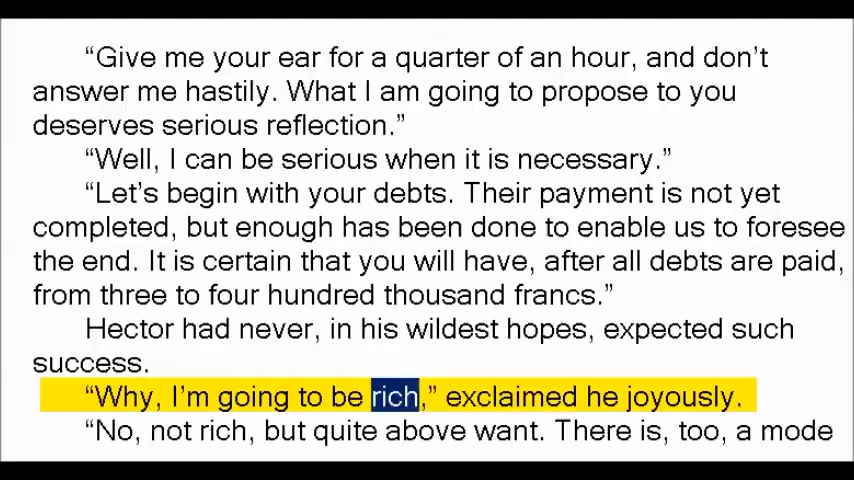 “Give me your ear for a quarter of an hour, and don’t
answer me hastily. What I am going to propose to you
deserves serious reflection.”
“Well, I can be serious when it is necessary.”
“Let’s begin with your debts. Their payment is not yet
completed, but enough has been done to enable us to foresee
the end. It is certain that you will have, after all debts are paid,
from three to four hundred thousand francs.”
Hector had never, in his wildest hopes, expected such
success.
“Why, I’m going to be rich,” exclaimed he joyously.
“No, not rich, but quite above want. There is, too, a mode